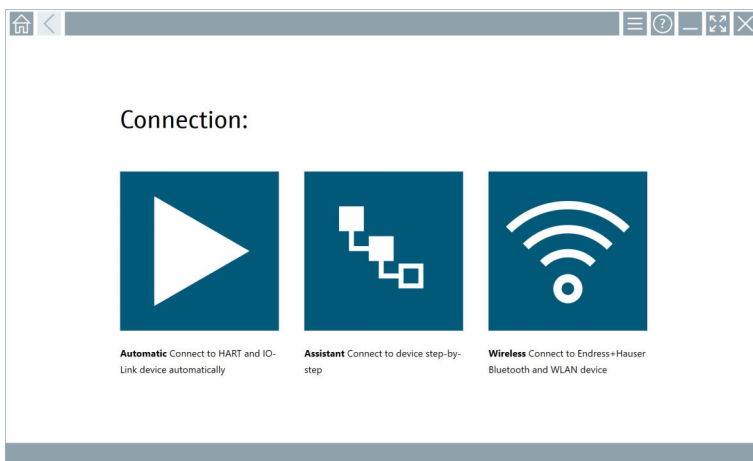 Connection:
Automatic Connect to HART and IO-
Link device automatically
Assistant Connect to device step-by-
step
Wireless Connect to Endress+Hauser
Bluetooth and WLAN device